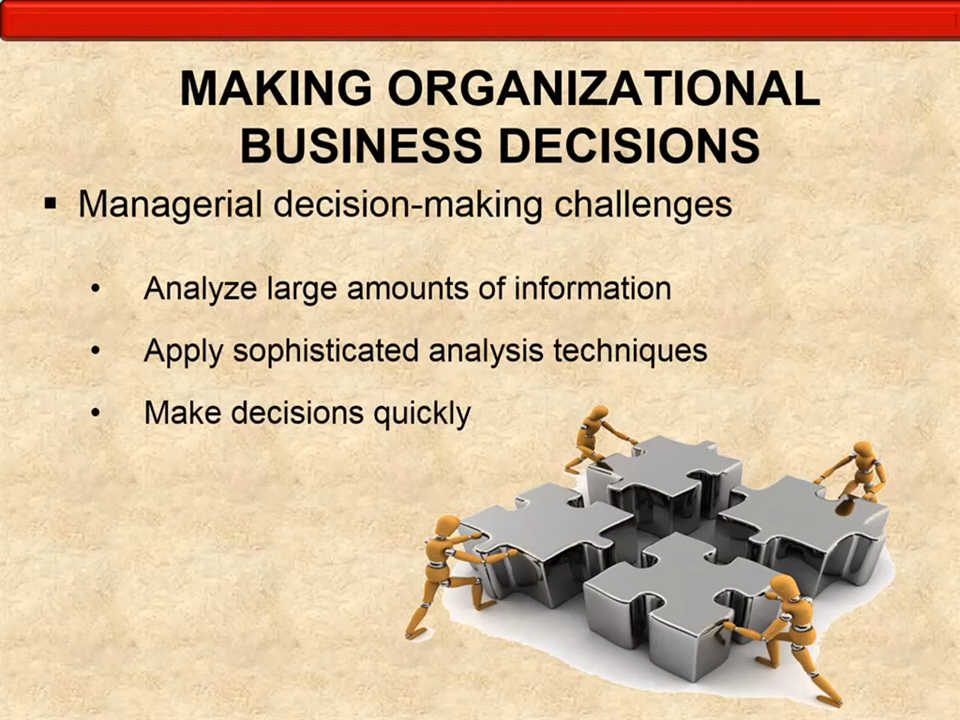 MAKING ORGANIZATIONAL
BUSINESS DECISIONS
▪ Managerial decision-making challenges
• Analyze large amounts of information
• Apply sophisticated analysis techniques
• Make decisions quickly